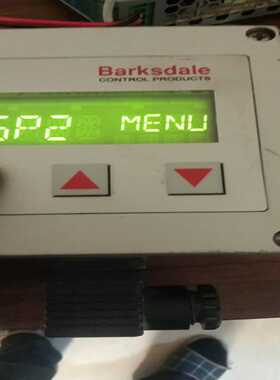 Barksdale
CONTROL PRODUCTS
SP2 MENU